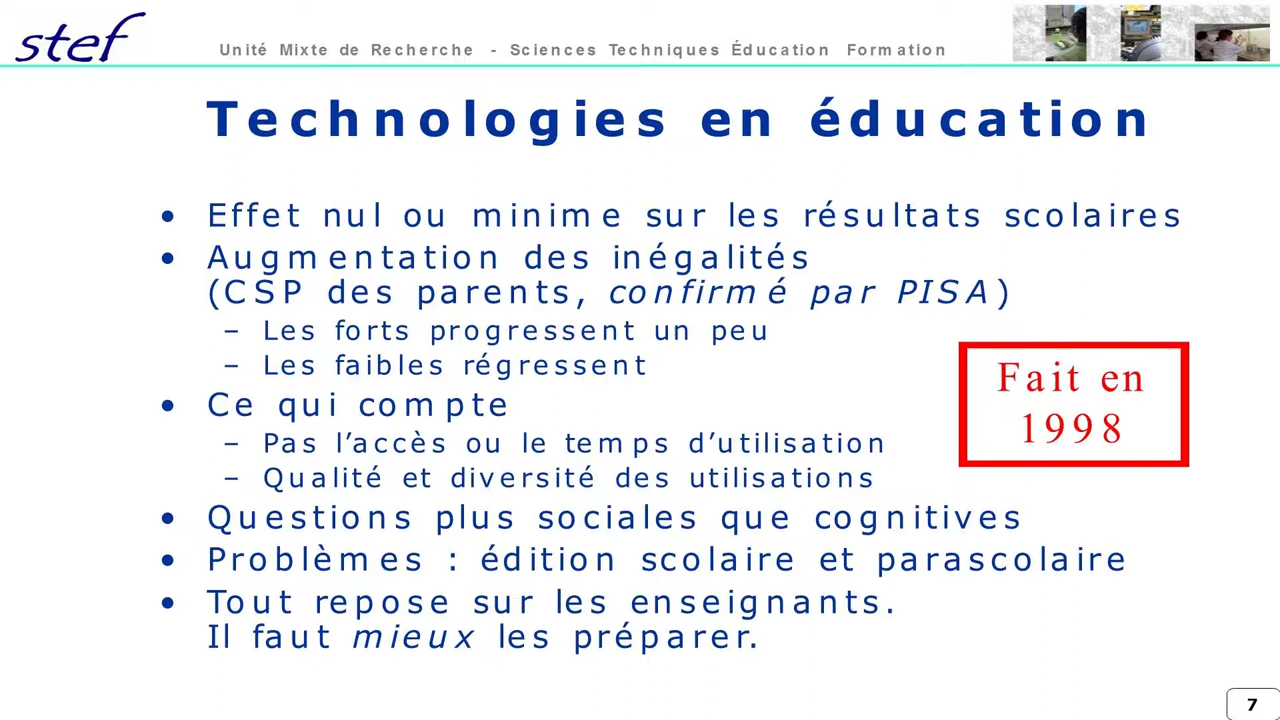 stef
Unité Mixte de Recherche - Sciences Techniques Éducation Formation
Technologies en éducation
• Effet nul ou minime sur les résultats scolaires
• Augmentation des inégalités
(CSP des parents, confirmé par PISA)
– Les forts progressent un peu
– Les faibles régressent
• Ce qui compte
– Pas l’accès ou le temps d’utilisation
– Qualité et diversité des utilisations
Fait en
1998
• Questions plus sociales que cognitives
• Problèmes : édition scolaire et parascolaire
• Tout repose sur les enseignants.
Il faut mieux les préparer.
7